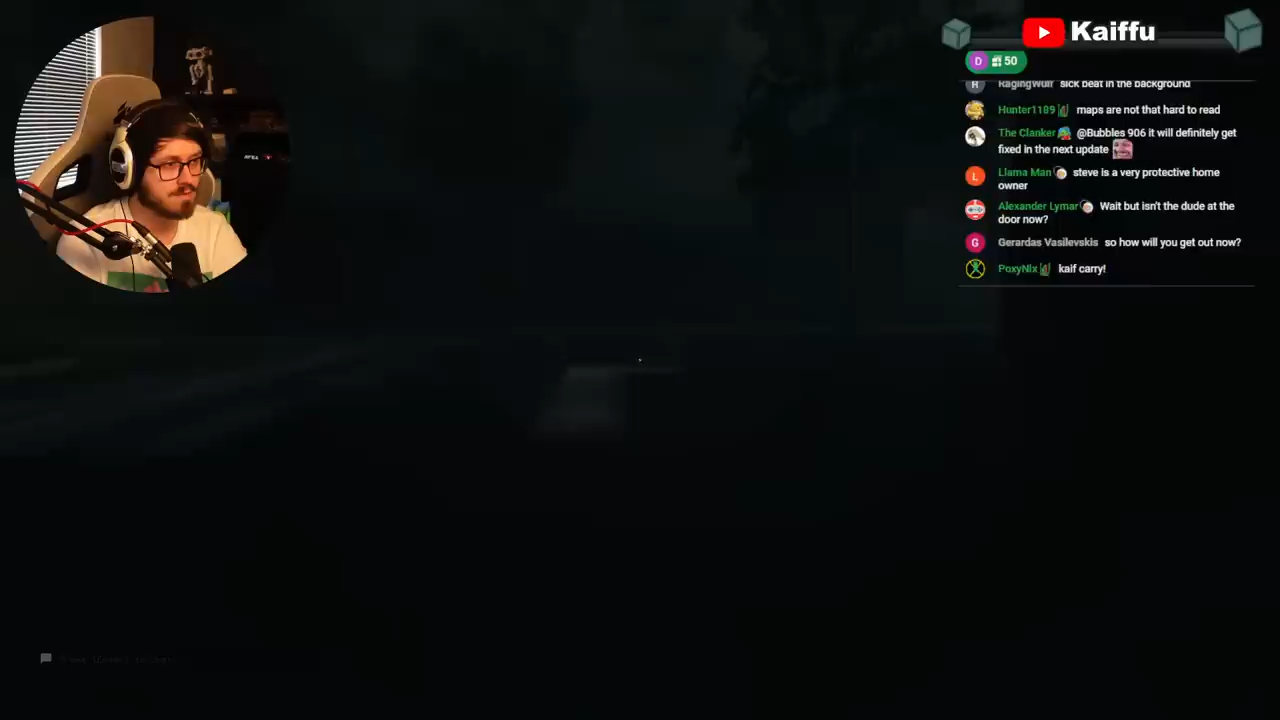 Kaiffu
D 50
RagingWulf sick beat in the background
Hunter1189 maps are not that hard to read
The Clanker @Bubbles 906 it will definitely get
fixed in the next update
L Llama Man steve is a very protective home
owner
Alexander Lymar Wait but isn't the dude at the
door now?
G Gerardas Vasilevskis so how will you get out now?
PoxyNix kaif carry!